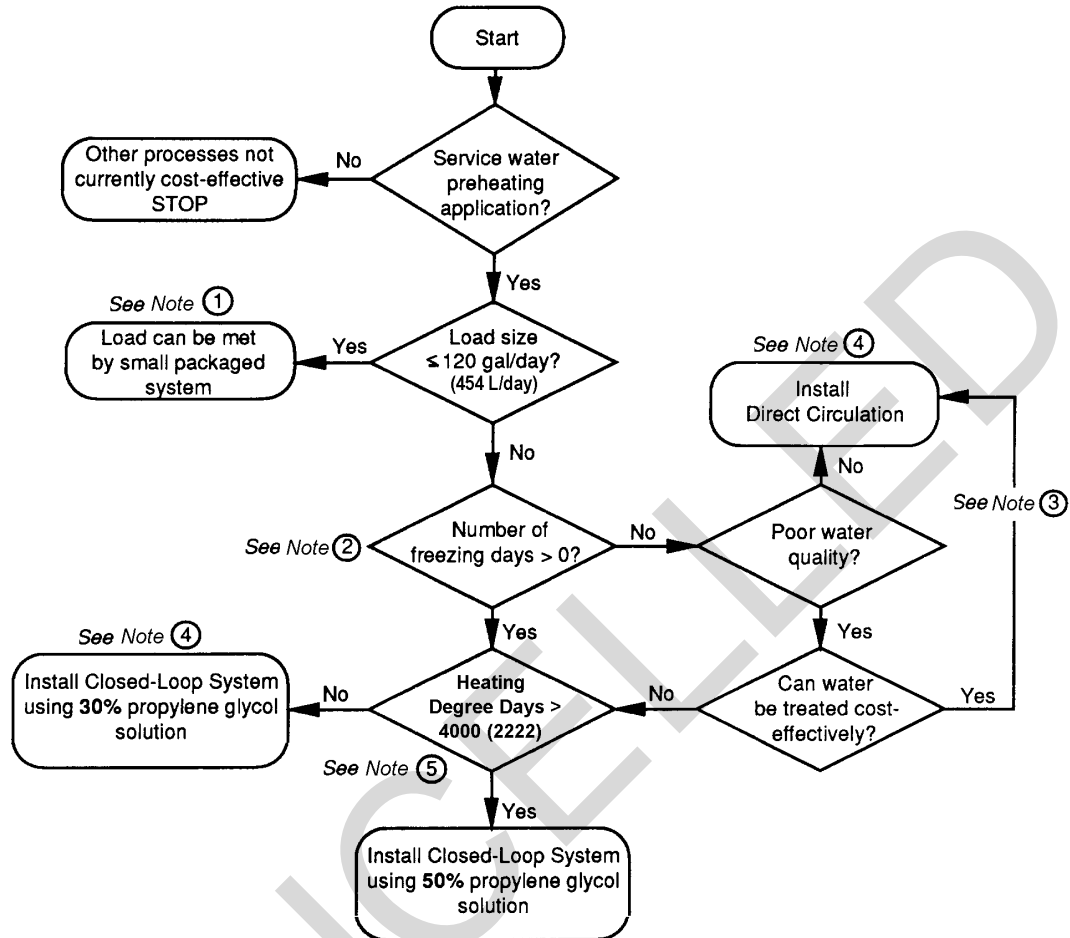 Start
Service water
preheating
application?
No
Other processes not
currently cost-effective
STOP
Yes
See Note ①
Load size
≤ 120 gal/day?
(454 L/day)
Yes
Load can be met
by small packaged
system
No
See Note ②
Number of
freezing days > 0?
No
Poor water
quality?
No
See Note ④
Install
Direct Circulation
See Note ③
Yes
Can water
be treated cost-
effectively?
Yes
No
Yes
Heating
Degree Days >
4000 (2222)
See Note ⑤
No
See Note ④
Install Closed-Loop System
using 30% propylene glycol
solution
Yes
Install Closed-Loop System
using 50% propylene glycol
solution
NCELLED